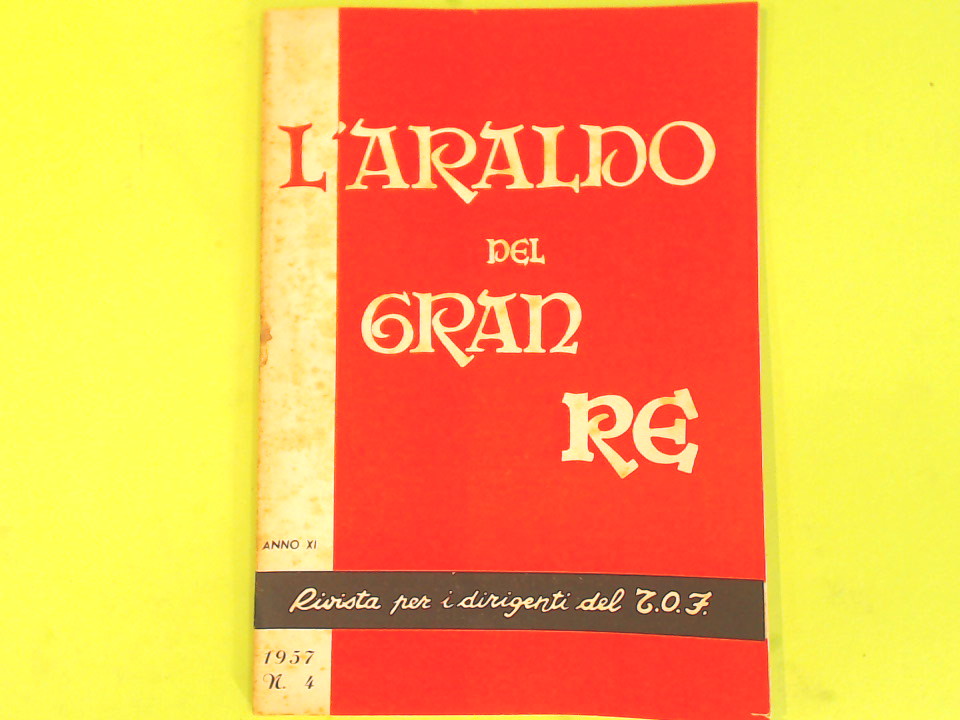 L'ARALDO
DEL
GRAN
RE
ANNO XI
Rivista per i dirigenti del T.O.F.
1957
N. 4